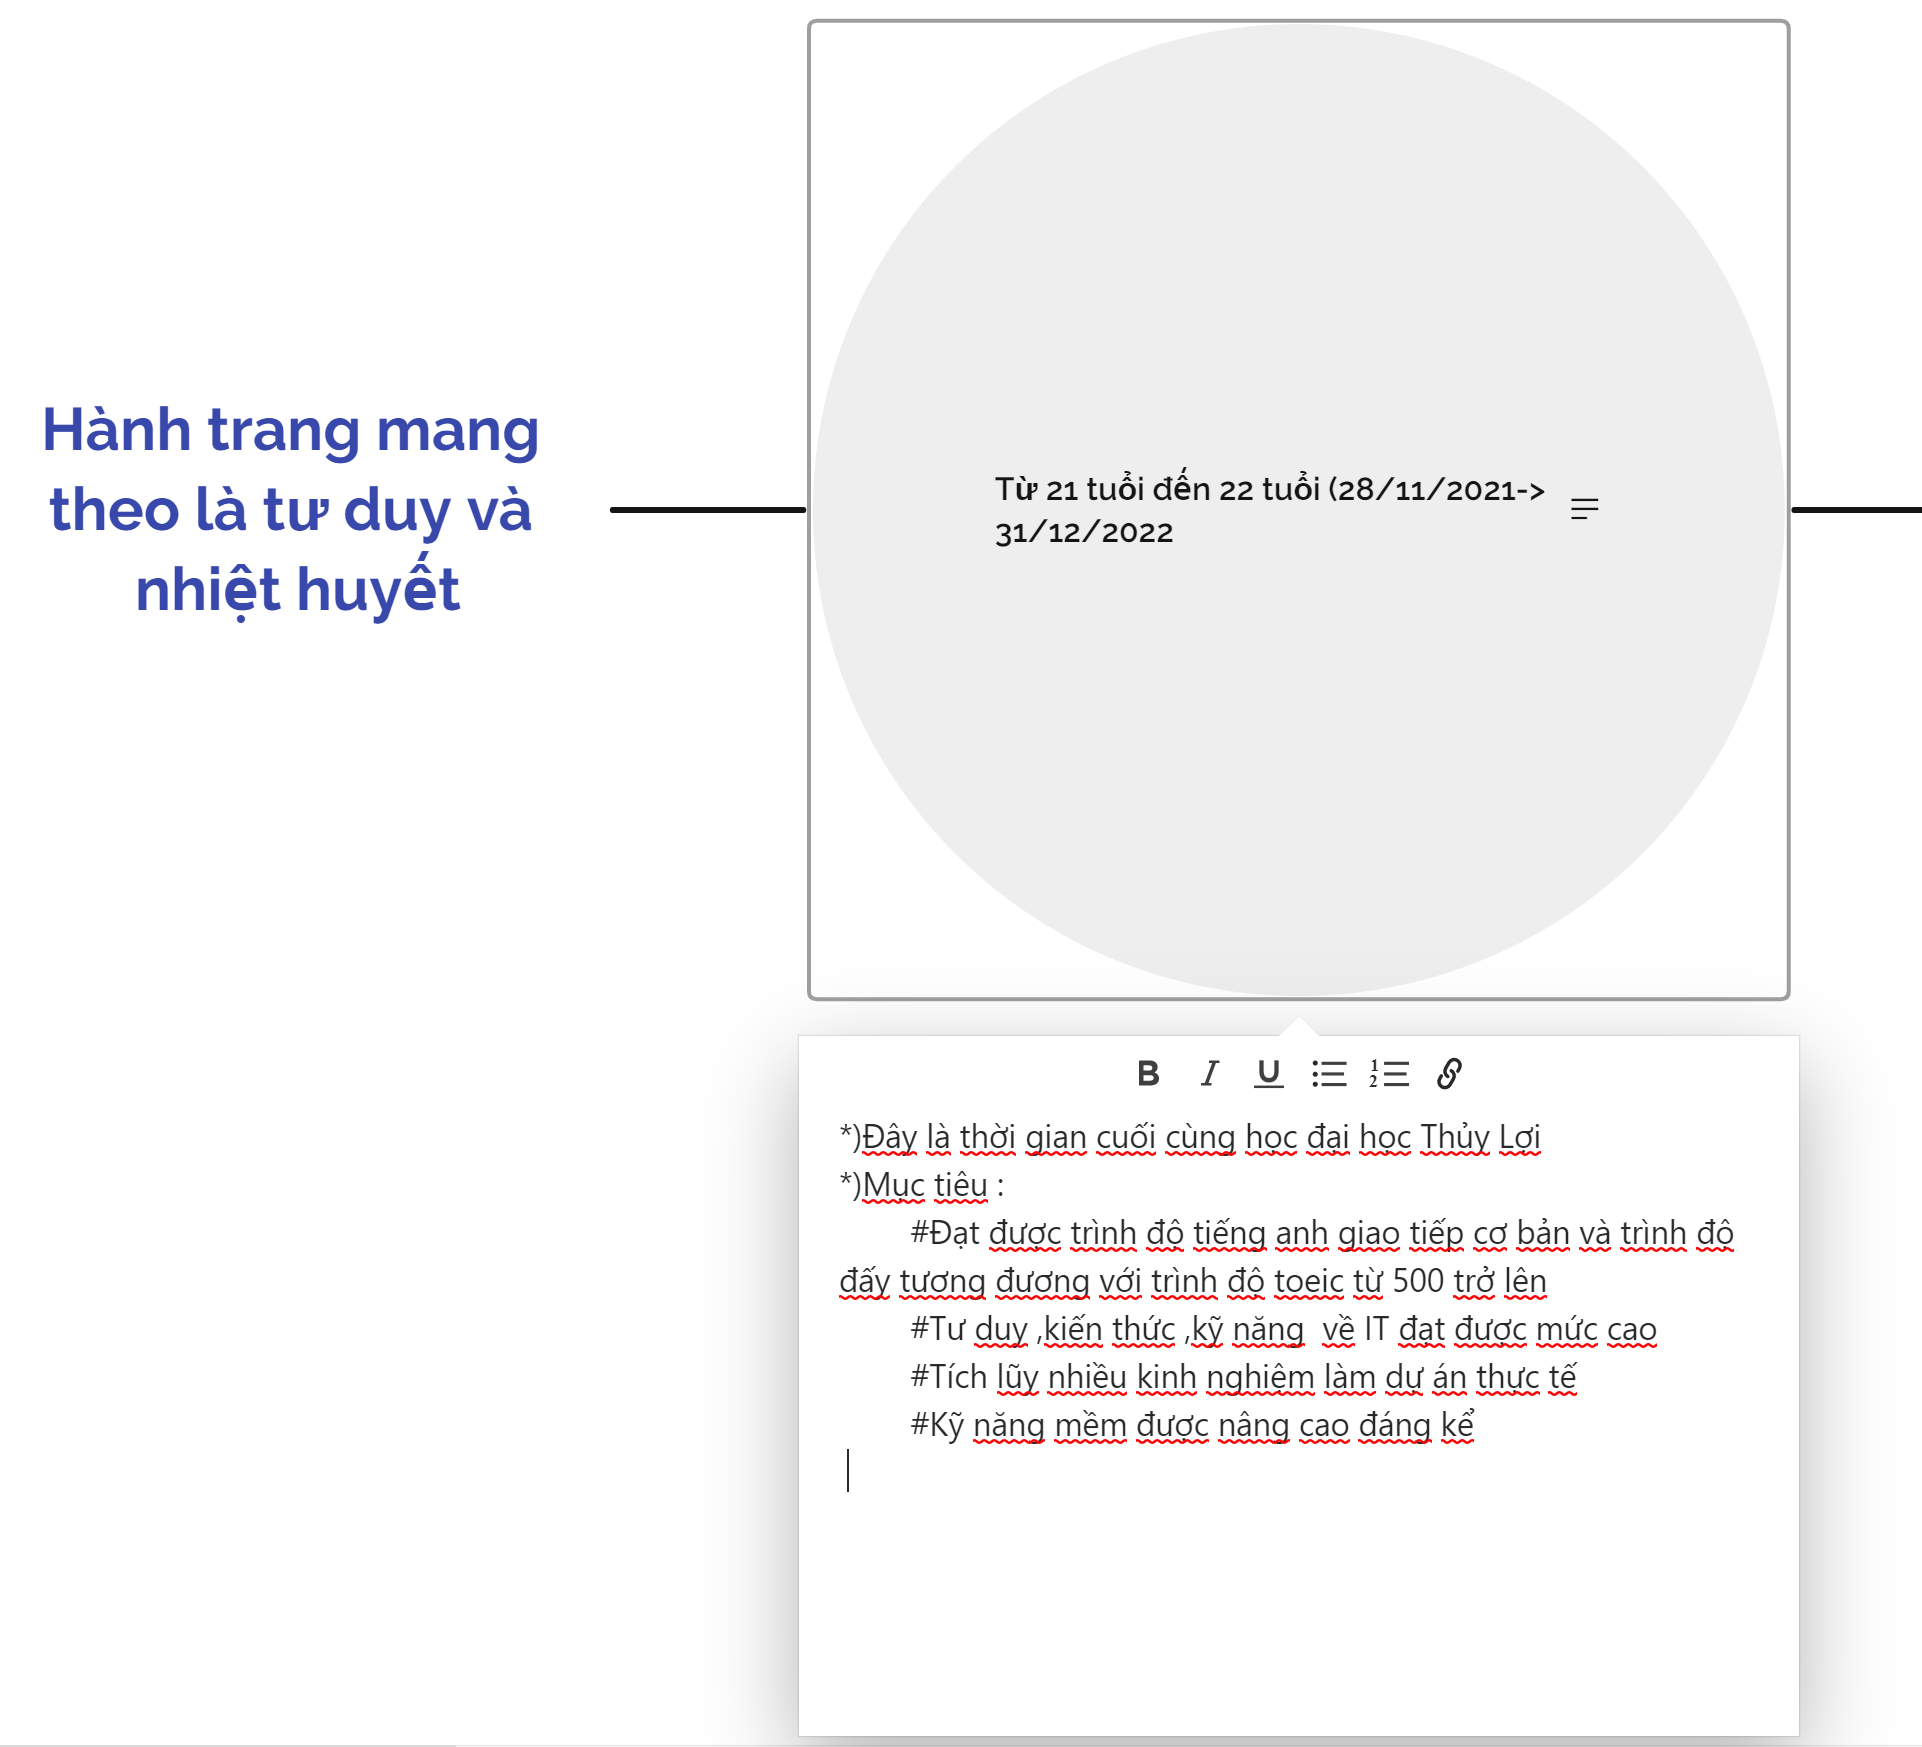 Hành trang mang
theo là tư duy và
nhiệt huyết
Từ 21 tuổi đến 22 tuổi (28/11/2021->
31/12/2022
B I U
*)Đây là thời gian cuối cùng học đại học Thủy Lợi
*)Mục tiêu :
#Đạt được trình độ tiếng anh giao tiếp cơ bản và trình độ
đấy tương đương với trình độ toeic từ 500 trở lên
#Tư duy ,kiến thức ,kỹ năng  về IT đạt được mức cao
#Tích lũy nhiều kinh nghiệm làm dự án thực tế
#Kỹ năng mềm được nâng cao đáng kể